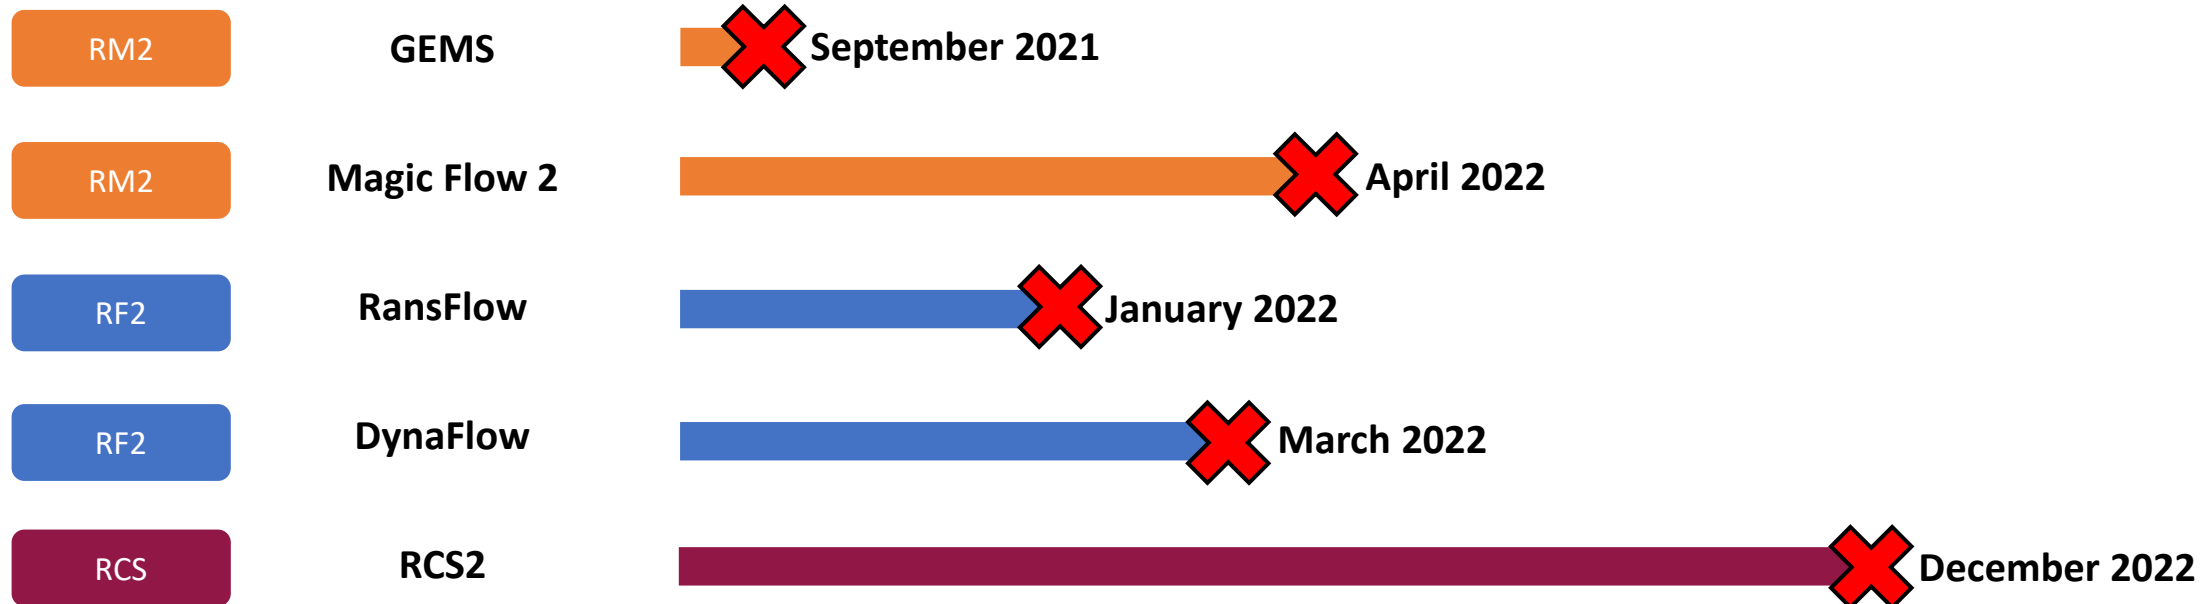 RM2 GEMS September 2021
RM2 Magic Flow 2 April 2022
RF2 RansFlow January 2022
RF2 DynaFlow March 2022
RCS RCS2 December 2022